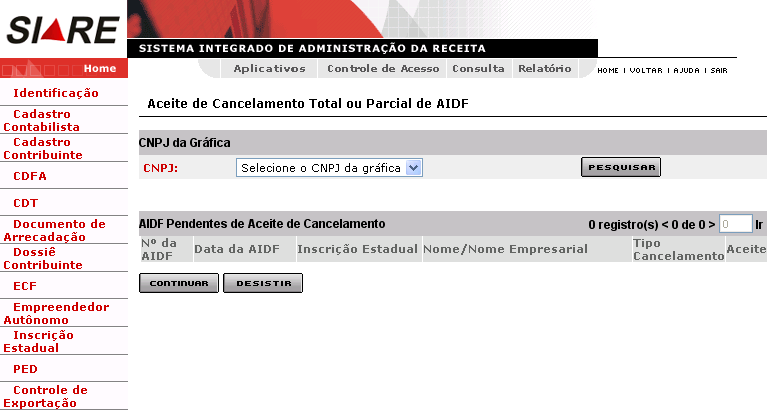 SIARE
SISTEMA INTEGRADO DE ADMINISTRAÇÃO DA RECEITA
Home
Aplicativos Controle de Acesso Consulta Relatório HOME | VOLTAR | AJUDA | SAIR
Identificação
Cadastro
Contabilista
Cadastro
Contribuinte
CDFA
CDT
Documento de
Arrecadação
Dossiê
Contribuinte
ECF
Empreendedor
Autônomo
Inscrição
Estadual
PED
Controle de
Exportação
Aceite de Cancelamento Total ou Parcial de AIDF
CNPJ da Gráfica
CNPJ: Selecione o CNPJ da gráfica PESQUISAR
AIDF Pendentes de Aceite de Cancelamento 0 registro(s) < 0 de 0 > 0 Ir
Nº da
AIDF Data da AIDF Inscrição Estadual Nome/Nome Empresarial Tipo
Cancelamento Aceite
CONTINUAR DESISTIR